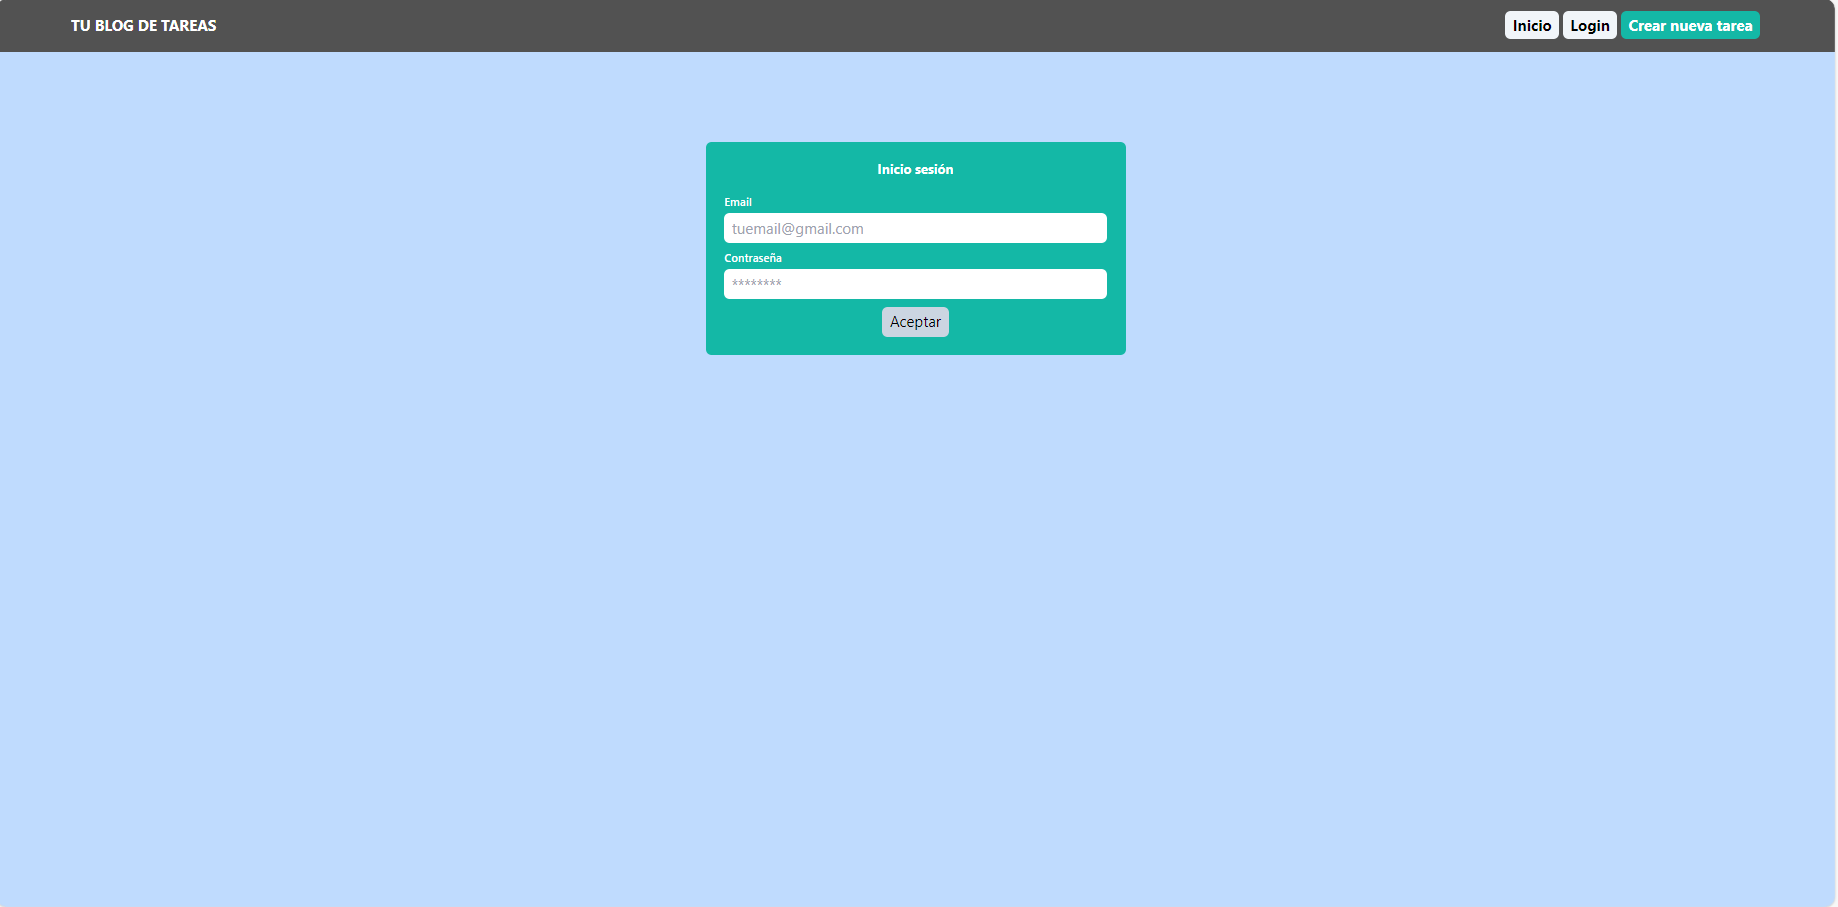 TU BLOG DE TAREAS
Inicio Login Crear nueva tarea
Inicio sesión
Email
tuemail@gmail.com
Contraseña
********
Aceptar